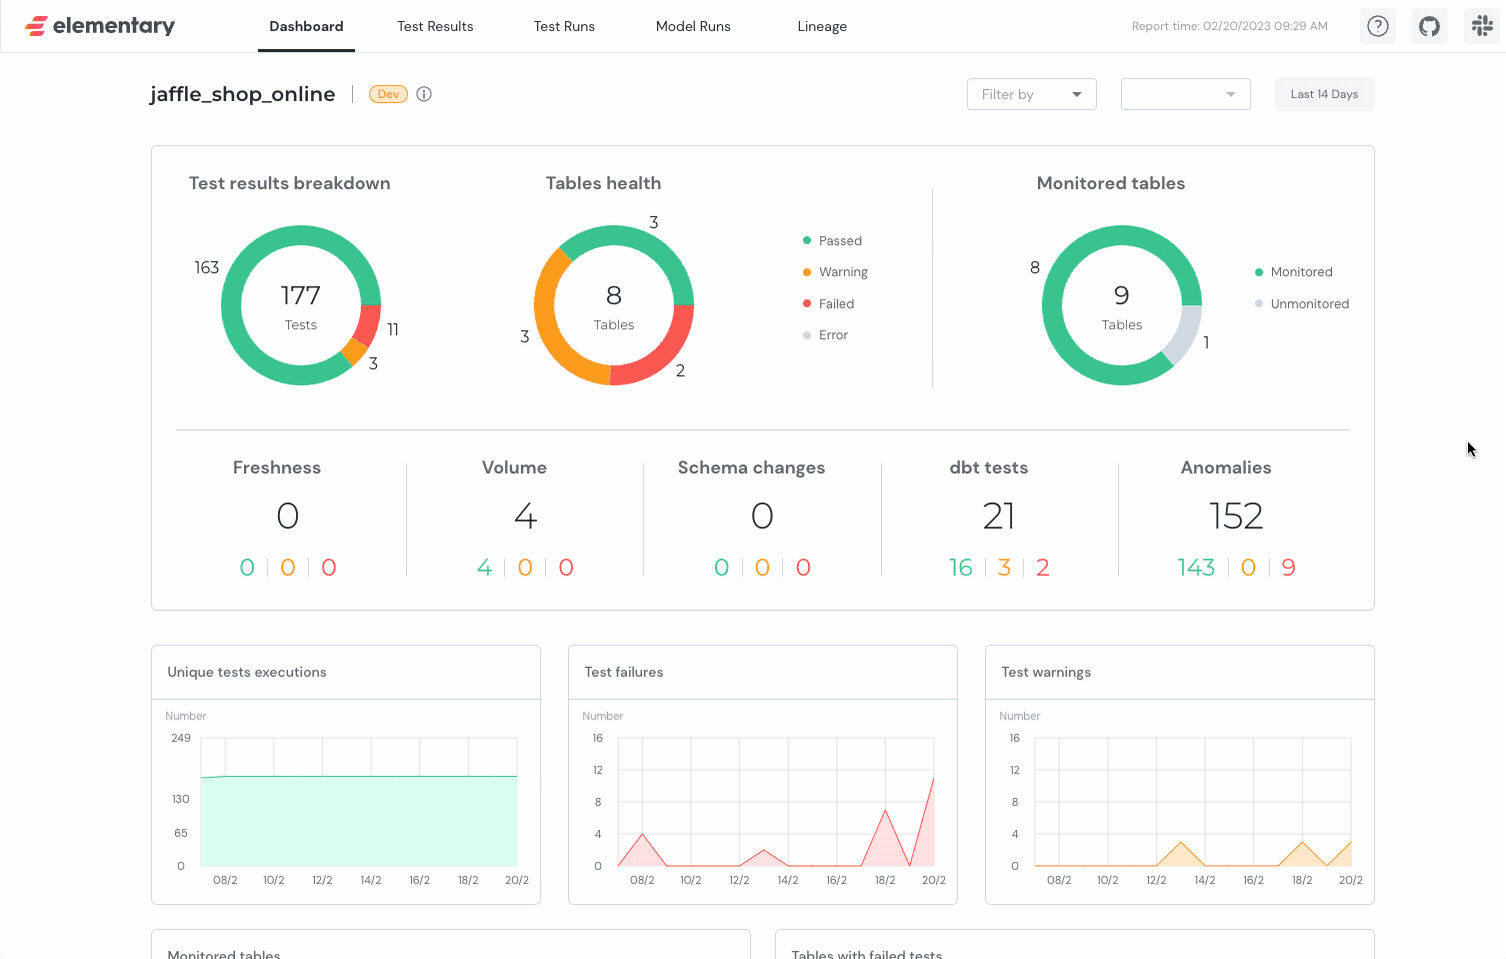 elementary
Dashboard
Test Results
Test Runs
Model Runs
Lineage
Report time: 02/20/2023 09:29 AM
jaffle_shop_online
Dev
Filter by
Last 14 Days
Test results breakdown
163
177
Tests
11
3
Tables health
3
8
Tables
3
2
Passed
Warning
Failed
Error
Monitored tables
8
9
Tables
1
Monitored
Unmonitored
Freshness
0
0 0 0
Volume
4
4 0 0
Schema changes
0
0 0 0
dbt tests
21
16 3 2
Anomalies
152
143 0 9
Unique tests executions
Number
249
130
65
0
08/2 10/2 12/2 14/2 16/2 18/2 20/2
Test failures
Number
16
12
8
4
0
08/2 10/2 12/2 14/2 16/2 18/2 20/2
Test warnings
Number
16
12
8
4
0
08/2 10/2 12/2 14/2 16/2 18/2 20/2
Monitored tables
Tables with failed tests